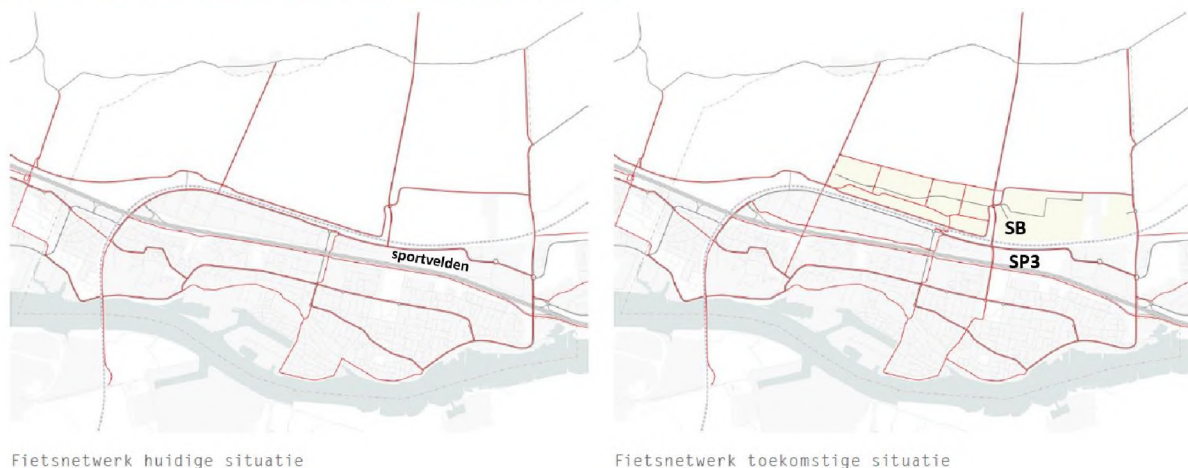 sportvelden
SB
SP3
Fietsnetwerk huidige situatie
Fietsnetwerk toekomstige situatie